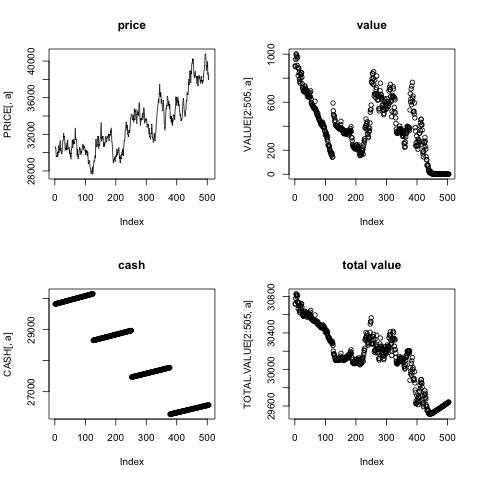 price
PRICE[, a]
28000 32000 36000 40000
0 100 200 300 400 500
Index
value
VALUE[2:505, a]
0 200 600 1000
0 100 200 300 400 500
Index
cash
CASH[, a]
27000 29000
0 100 200 300 400 500
Index
total value
TOTAL.VALUE[2:505, a]
29600 30000 30400 30800
0 100 200 300 400 500
Index